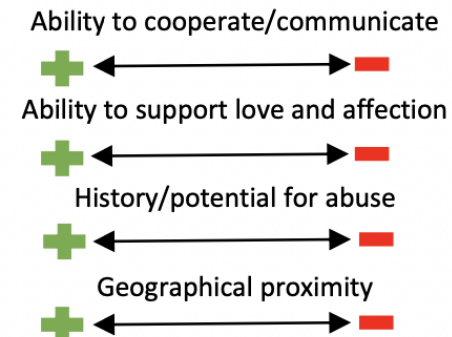 Ability to cooperate/communicate
Ability to support love and affection
History/potential for abuse
Geographical proximity